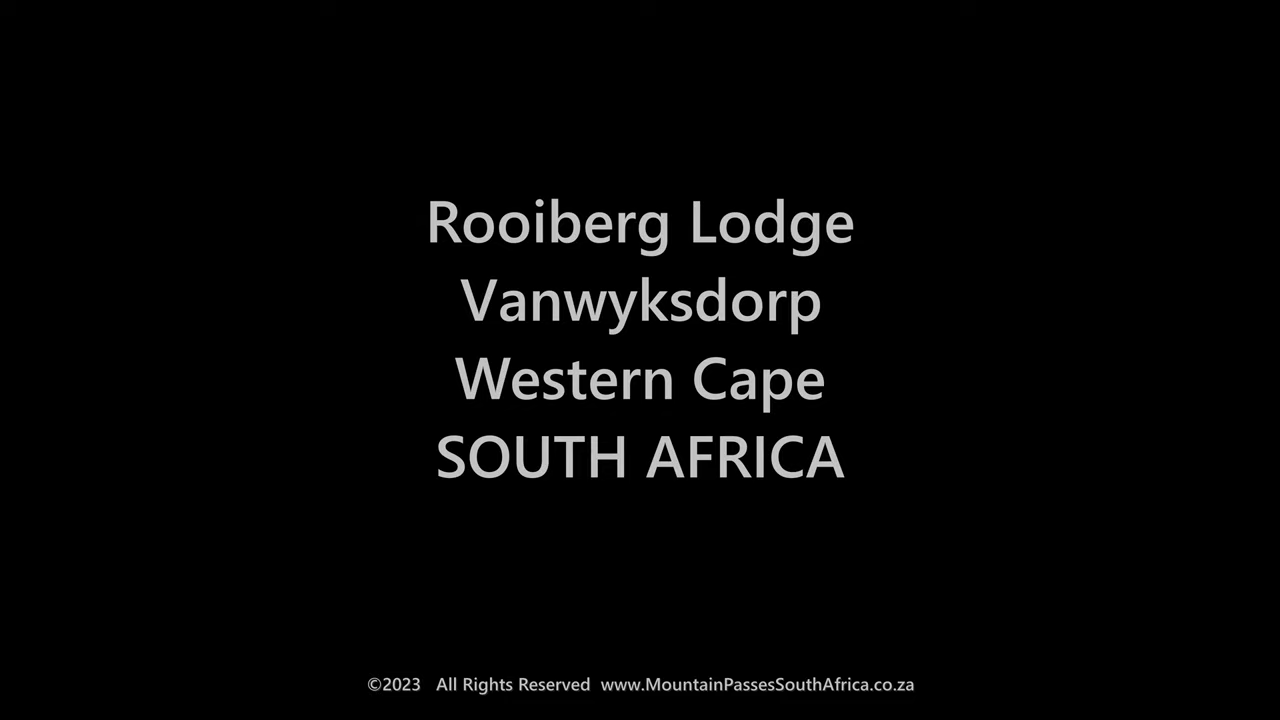 Rooiberg Lodge
Vanwyksdorp
Western Cape
SOUTH AFRICA
©2023 All Rights Reserved www.MountainPassesSouthAfrica.co.za